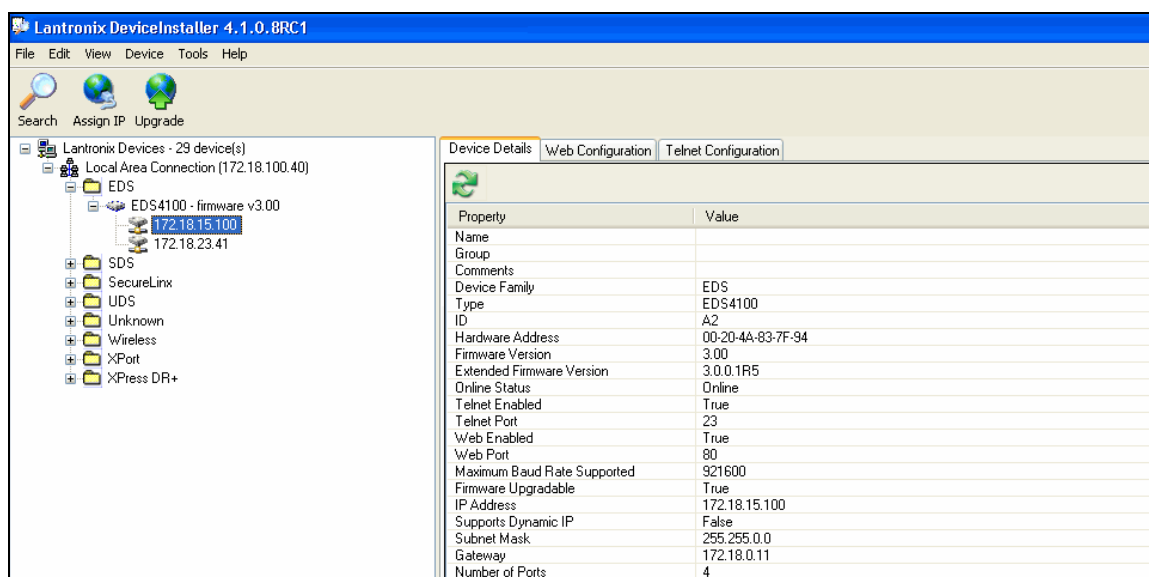 Lantronix DeviceInstaller 4.1.0.8RC1
File Edit View Device Tools Help
Search Assign IP Upgrade
Lantronix Devices - 29 device(s)
Local Area Connection (172.18.100.40)
EDS
EDS4100 - firmware v3.00
172.18.15.100
172.18.23.41
SDS
SecureLinx
UDS
Unknown
Wireless
XPort
XPress DR+
Device Details Web Configuration Telnet Configuration
Property Value
Name
Group
Comments
Device Family EDS
Type EDS4100
ID A2
Hardware Address 00-20-4A-83-7F-94
Firmware Version 3.00
Extended Firmware Version 3.0.0.1R5
Online Status Online
Telnet Enabled True
Telnet Port 23
Web Enabled True
Web Port 80
Maximum Baud Rate Supported 921600
Firmware Upgradable True
IP Address 172.18.15.100
Supports Dynamic IP False
Subnet Mask 255.255.0.0
Gateway 172.18.0.11
Number of Ports 4